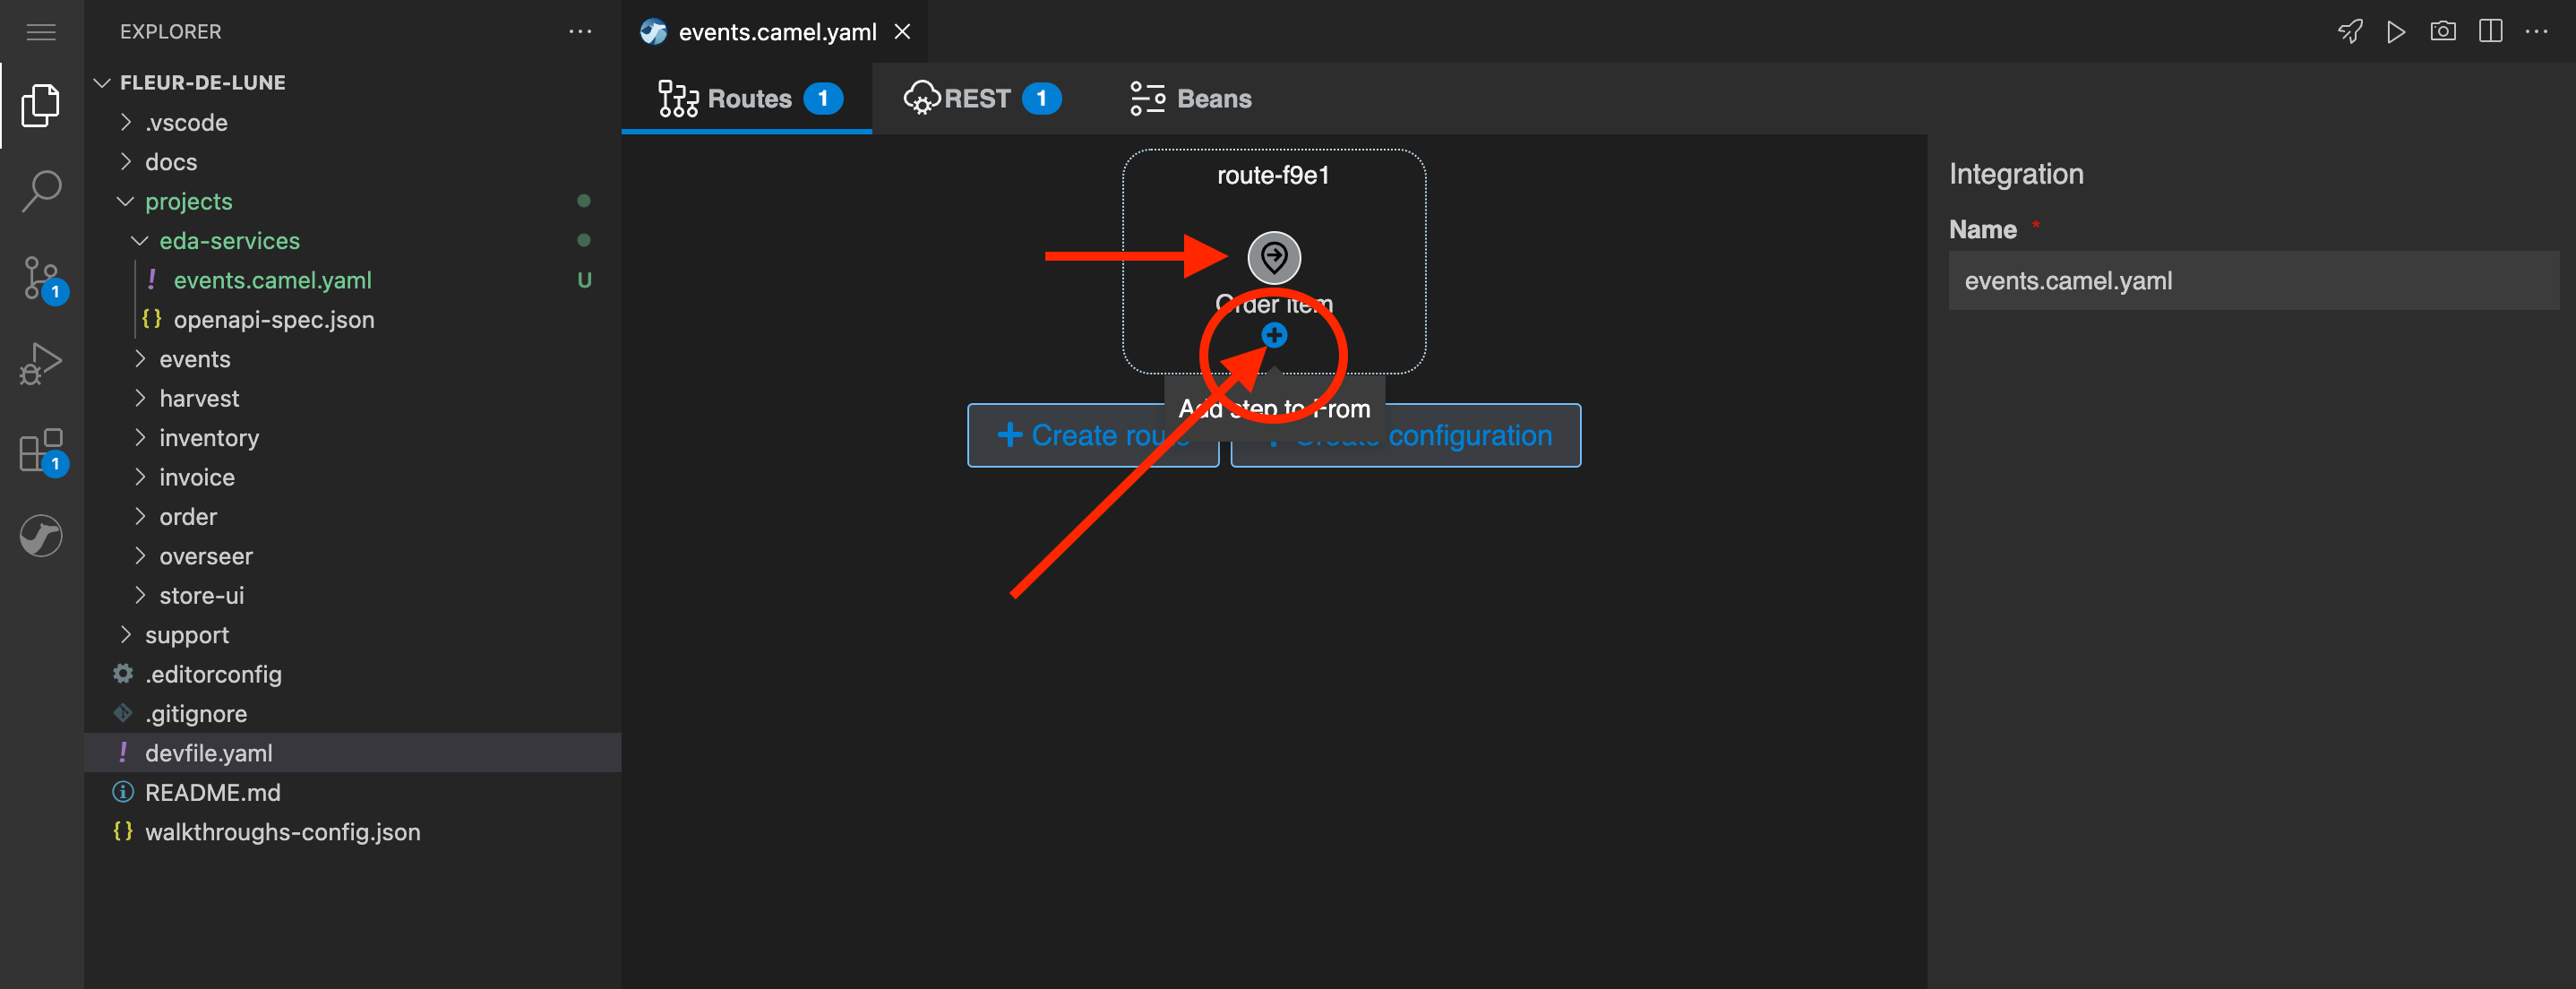 EXPLORER
FLEUR-DE-LUNE
.vscode
docs
projects
eda-services
! events.camel.yaml U
{} openapi-spec.json
events
harvest
inventory
invoice
order
overseer
store-ui
support
.editorconfig
.gitignore
! devfile.yaml
README.md
{} walkthroughs-config.json
1
1
events.camel.yaml
Routes 1
REST 1
Beans
route-f9e1
Order item
Add step to From
+ Create route
Create configuration
Integration
Name *
events.camel.yaml